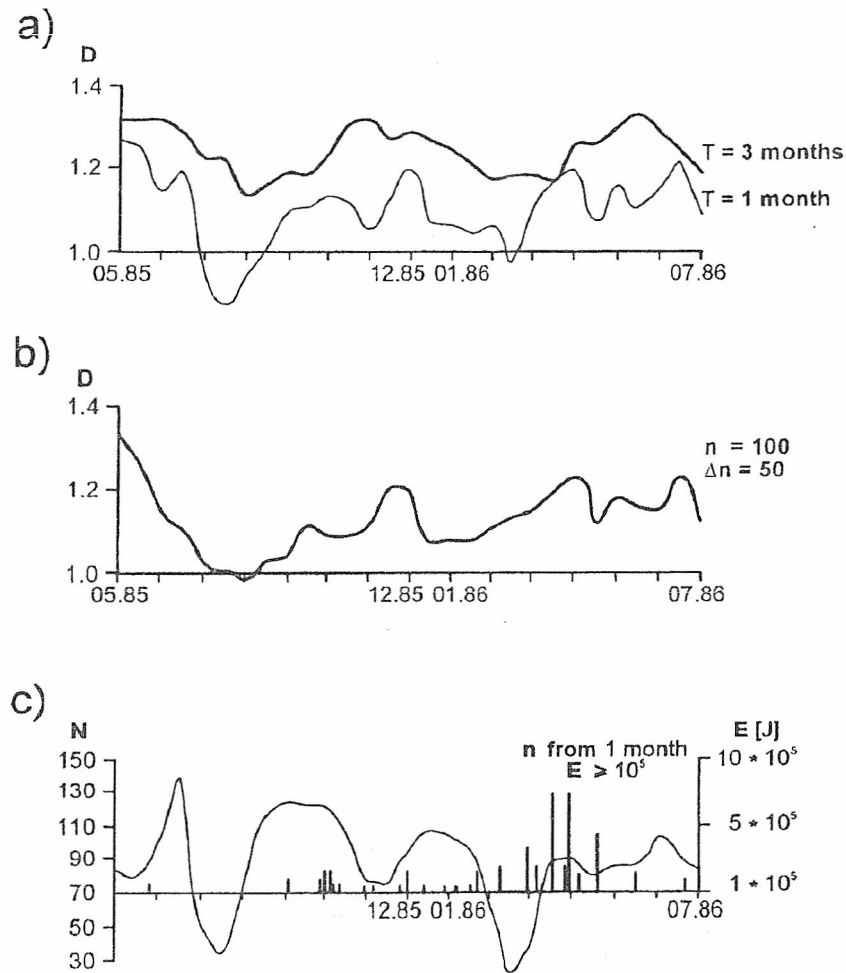 a)
D
1.4
1.2
1.0
T = 3 months
T = 1 month
05.85
12.85 01.86
07.86
b)
D
1.4
1.2
1.0
n = 100
Δn = 50
05.85
12.85 01.86
07.86
c)
N
E [J]
n from 1 month
E > 10⁵
150
130
110
90
70
50
30
10 * 10⁵
5 * 10⁵
1 * 10⁵
12.85 01.86
07.86